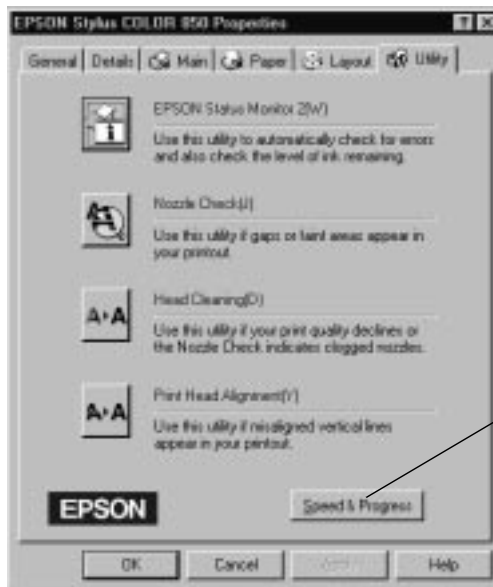 EPSON Stylus COLOR 850 Properties
General Details Main Paper Layout Utility
EPSON Status Monitor 2(W)
Use this utility to automatically check for errors
and also check the level of ink remaining.
Nozzle Check(J)
Use this utility if gaps or faint areas appear in
your printout.
Head Cleaning(D)
Use this utility if your print quality declines or
the Nozzle Check indicates clogged nozzles.
Print Head Alignment(Y)
Use this utility if misaligned vertical lines
appear in your printout.
EPSON
Speed & Progress
OK Cancel Help